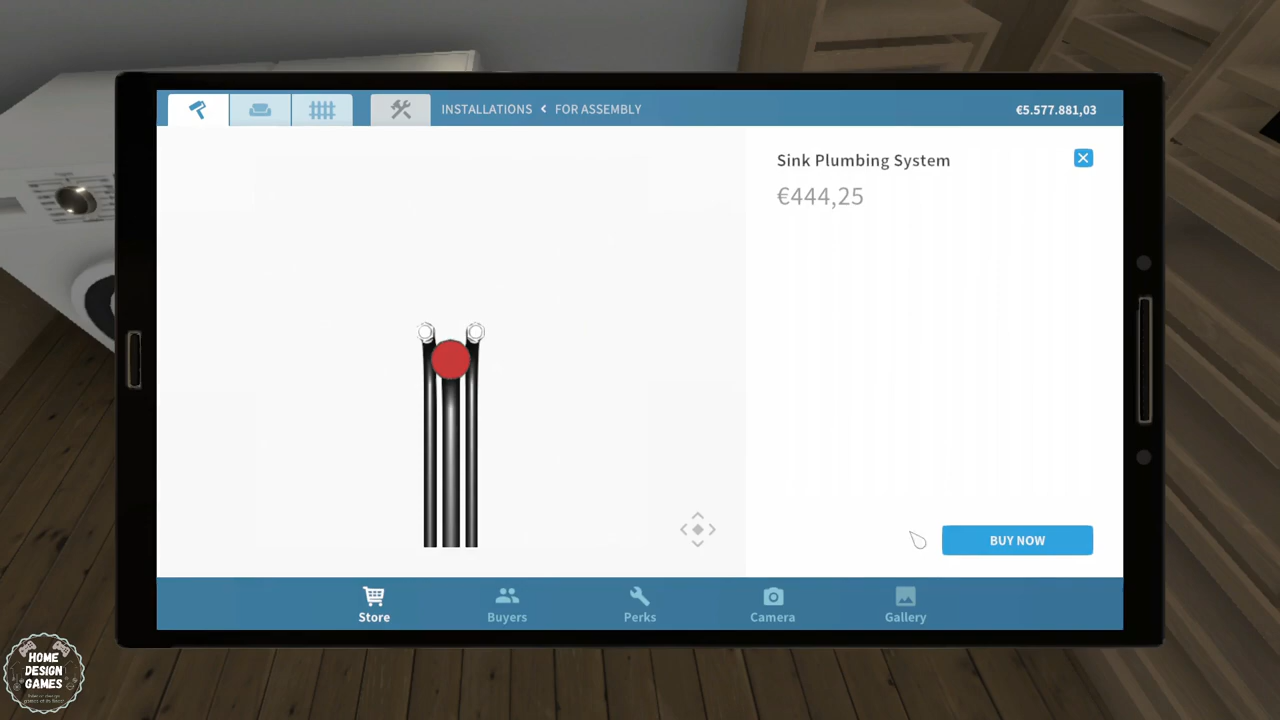 INSTALLATIONS < FOR ASSEMBLY
€5.577.881,03
Sink Plumbing System
€444,25
BUY NOW
Store
Buyers
Perks
Camera
Gallery
HOME
DESIGN
GAMES